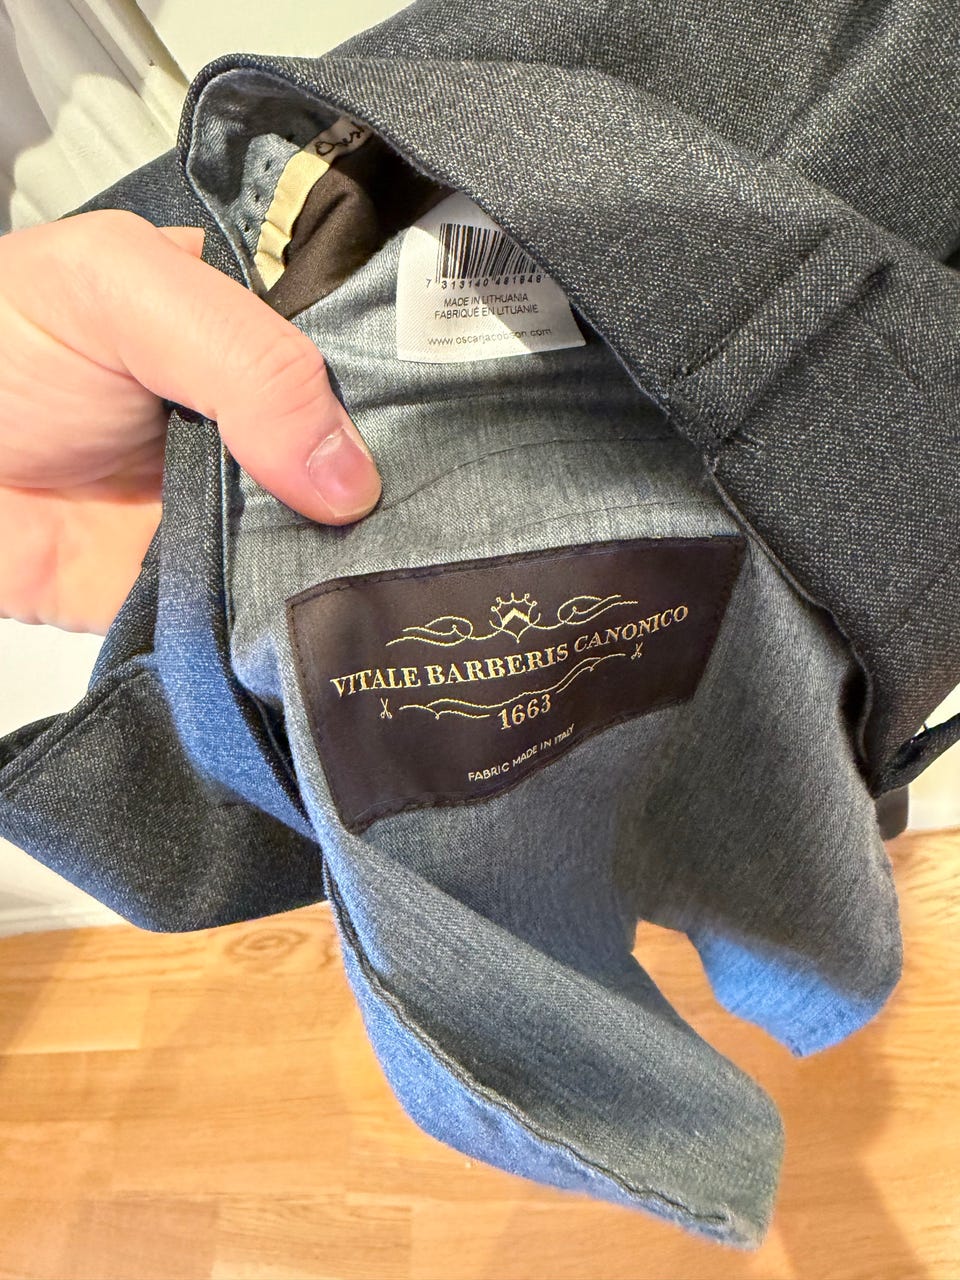 7 313140 481848
MADE IN LITHUANIA
FABRIQUÉ EN LITUANIE
www.oscarjacobson.com
VITALE BARBERIS CANONICO
1663
FABRIC MADE IN ITALY